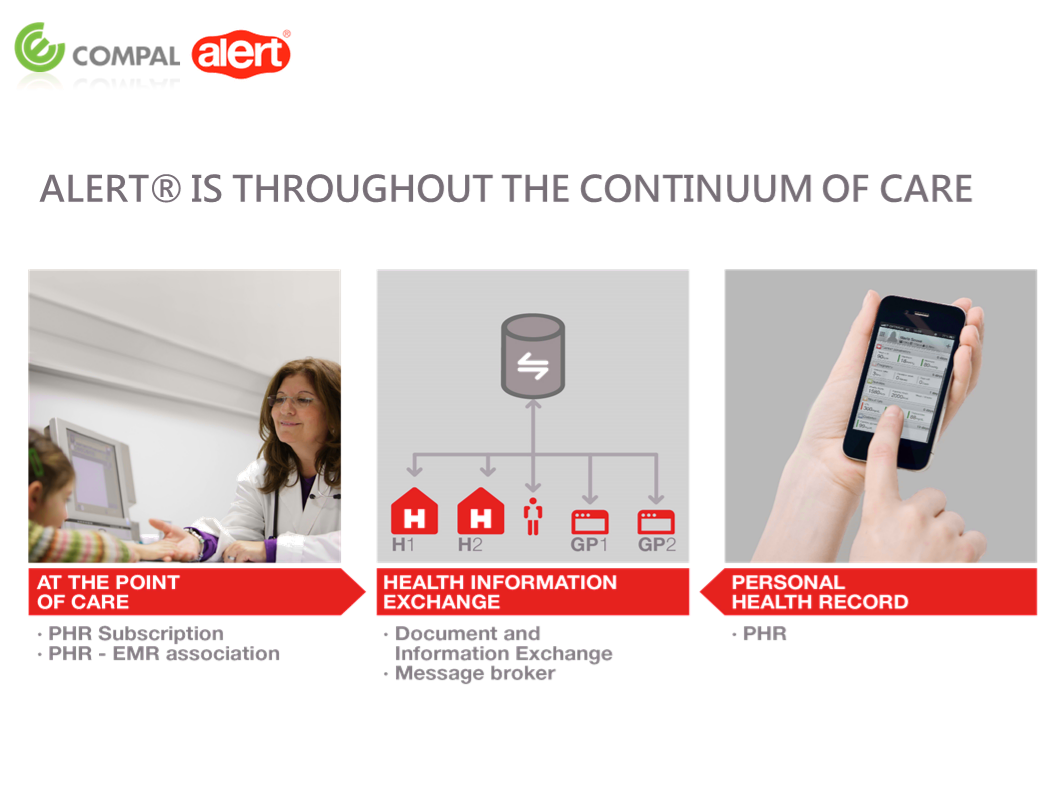 COMPAL alert®
ALERT® IS THROUGHOUT THE CONTINUUM OF CARE
H H
H1 H2 GP1 GP2
AT THE POINT
OF CARE
· PHR Subscription
· PHR - EMR association
HEALTH INFORMATION
EXCHANGE
· Document and
Information Exchange
· Message broker
PERSONAL
HEALTH RECORD
· PHR